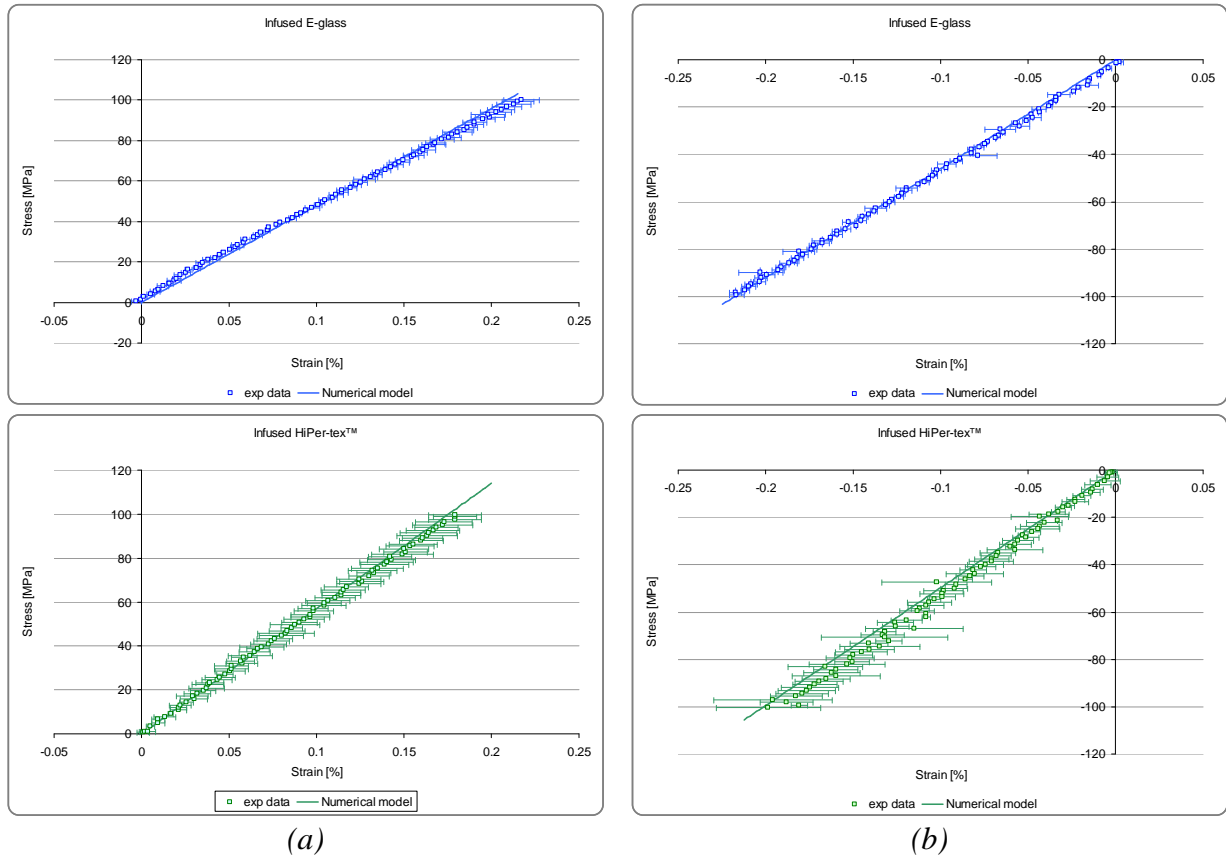 Infused E-glass
120
100
80
60
40
20
0
-20
-0.05 0 0.05 0.1 0.15 0.2 0.25
Stress [MPa]
Strain [%]
exp data Numerical model
Infused E-glass
-0.25 -0.2 -0.15 -0.1 -0.05 0 0.05
0
-20
-40
-60
-80
-100
-120
Stress [MPa]
Strain [%]
exp data Numerical model
Infused HiPer-tex™
120
100
80
60
40
20
0
-20
-0.05 0 0.05 0.1 0.15 0.2 0.25
Stress [MPa]
Strain [%]
exp data Numerical model
Infused HiPer-tex™
-0.25 -0.2 -0.15 -0.1 -0.05 0 0.05
0
-20
-40
-60
-80
-100
-120
Stress [MPa]
Strain [%]
exp data Numerical model
(a) (b)